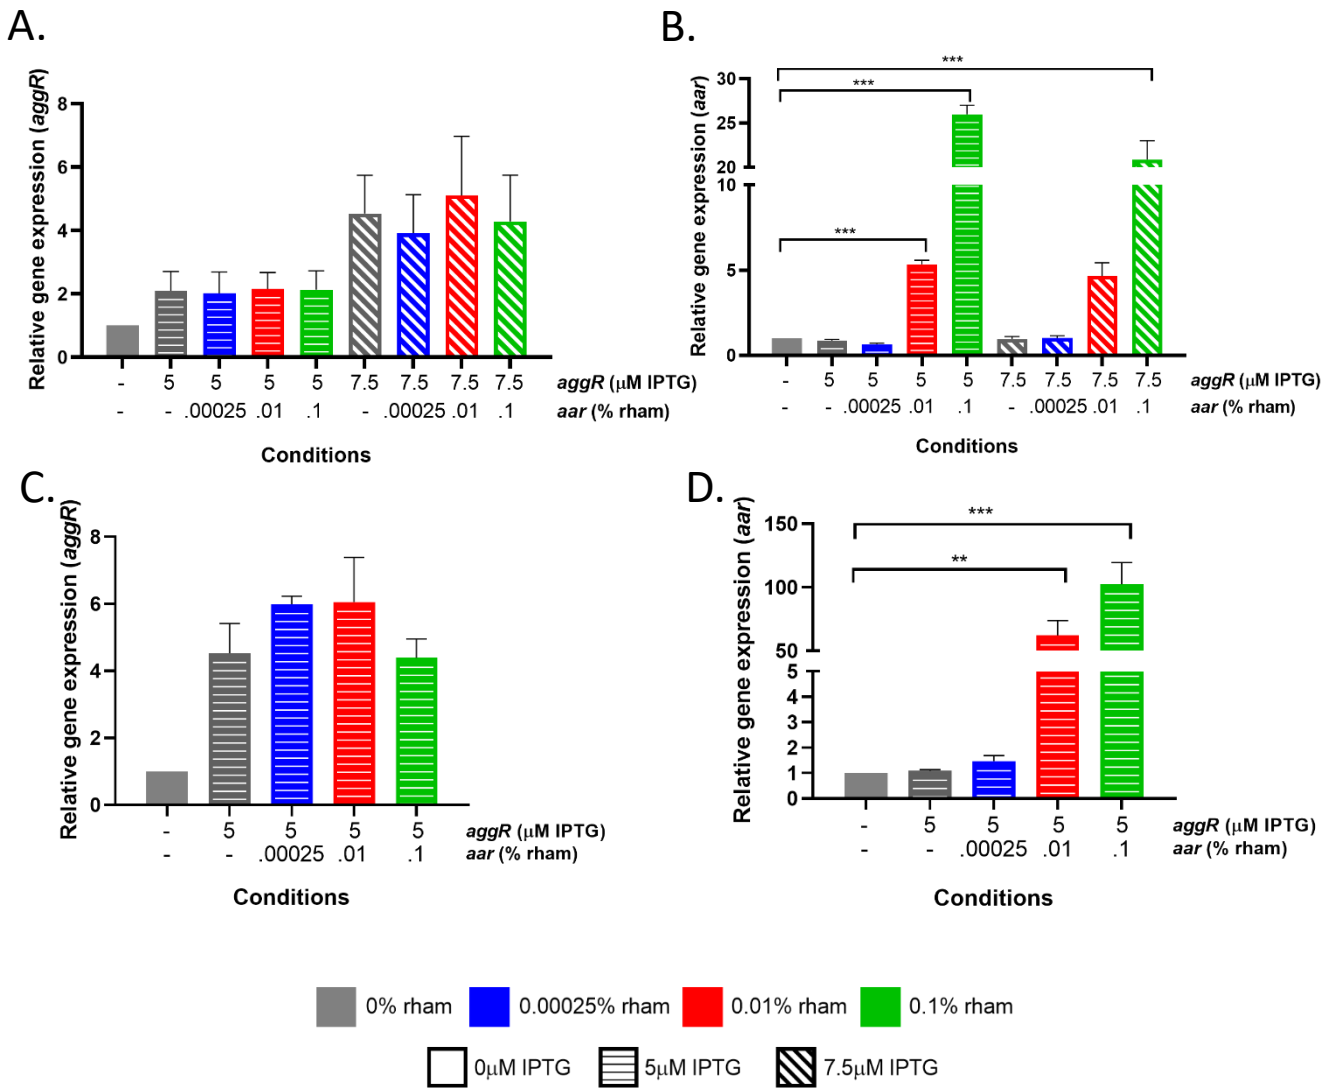 A.
Relative gene expression (aggR)
8
6
4
2
0
- 5 5 5 5 7.5 7.5 7.5 7.5 aggR (μM IPTG)
- - .00025 .01 .1 - .00025 .01 .1 aar (% rham)
Conditions
B.
Relative gene expression (aar)
***
***
***
30
25
20
10
5
0
- 5 5 5 5 7.5 7.5 7.5 7.5 aggR (μM IPTG)
- - .00025 .01 .1 - .00025 .01 .1 aar (% rham)
Conditions
C.
Relative gene expression (aggR)
8
6
4
2
0
- 5 5 5 5 aggR (μM IPTG)
- - .00025 .01 .1 aar (% rham)
Conditions
D.
Relative gene expression (aar)
***
**
150
100
50
5
4
3
2
1
0
- 5 5 5 5 aggR (μM IPTG)
- - .00025 .01 .1 aar (% rham)
Conditions
0% rham 0.00025% rham 0.01% rham 0.1% rham
0μM IPTG 5μM IPTG 7.5μM IPTG